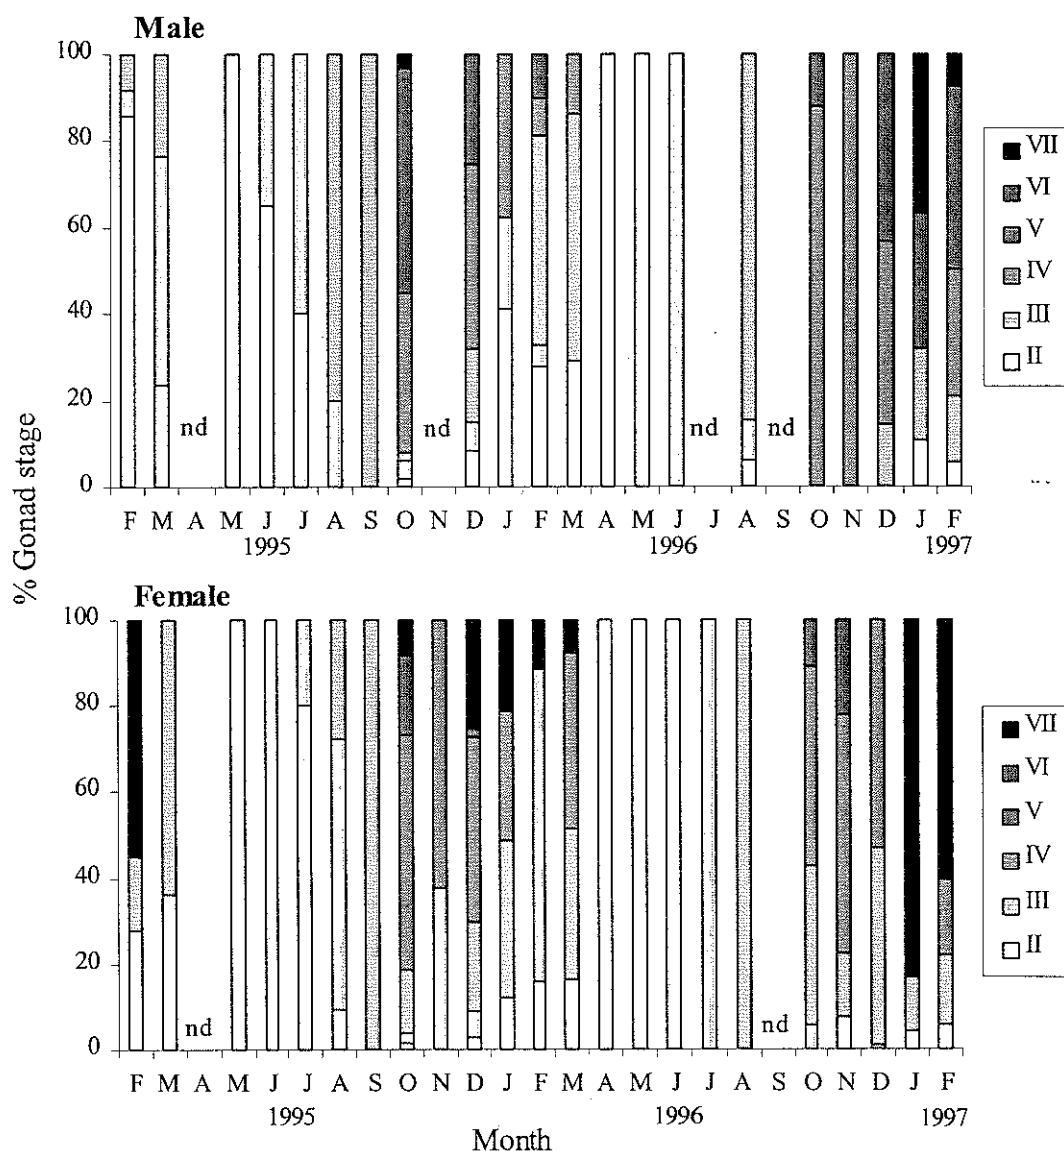 Male
100
80
60
40
20
0
nd nd nd nd
F M A M J J A S O N D J F M A M J J A S O N D J F
1995 1996 1997
VII
VI
V
IV
III
II
% Gonad stage
Female
100
80
60
40
20
0
nd nd
F M A M J J A S O N D J F M A M J J A S O N D J F
1995 1996 1997
Month
VII
VI
V
IV
III
II